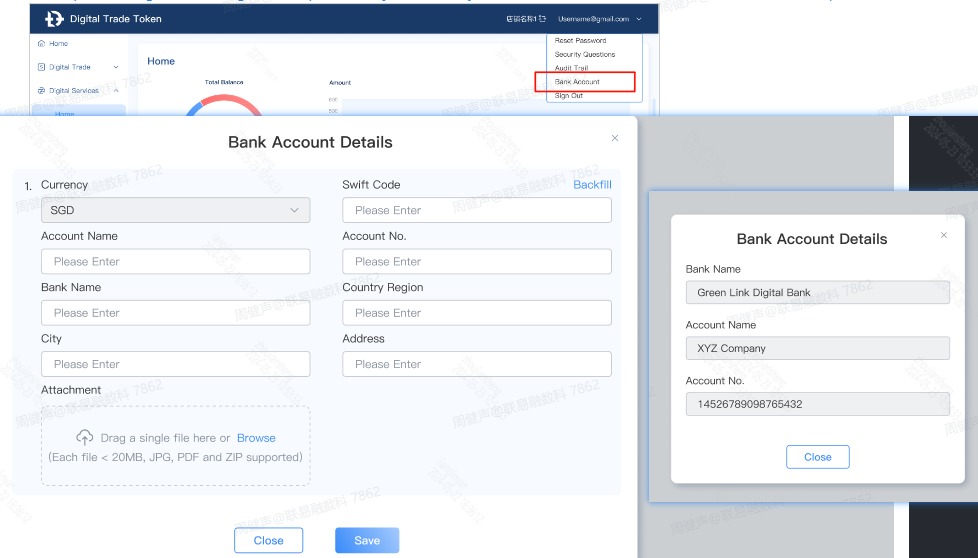 Digital Trade Token
店铺名称1
Username@gmail.com
Home
Digital Trade
Digital Services
Home
Home
Total Balance
Amount
600
500
Reset Password
Security Questions
Audit Trail
Bank Account
Sign Out
Bank Account Details
1. Currency
SGD
Swift Code
Backfill
Please Enter
Account Name
Please Enter
Account No.
Please Enter
Bank Name
Please Enter
Country Region
Please Enter
City
Please Enter
Address
Please Enter
Attachment
Drag a single file here or Browse
(Each file < 20MB, JPG, PDF and ZIP supported)
Close
Save
Bank Account Details
Bank Name
Green Link Digital Bank
Account Name
XYZ Company
Account No.
14526789098765432
Close
周健声@联易融数科 7862